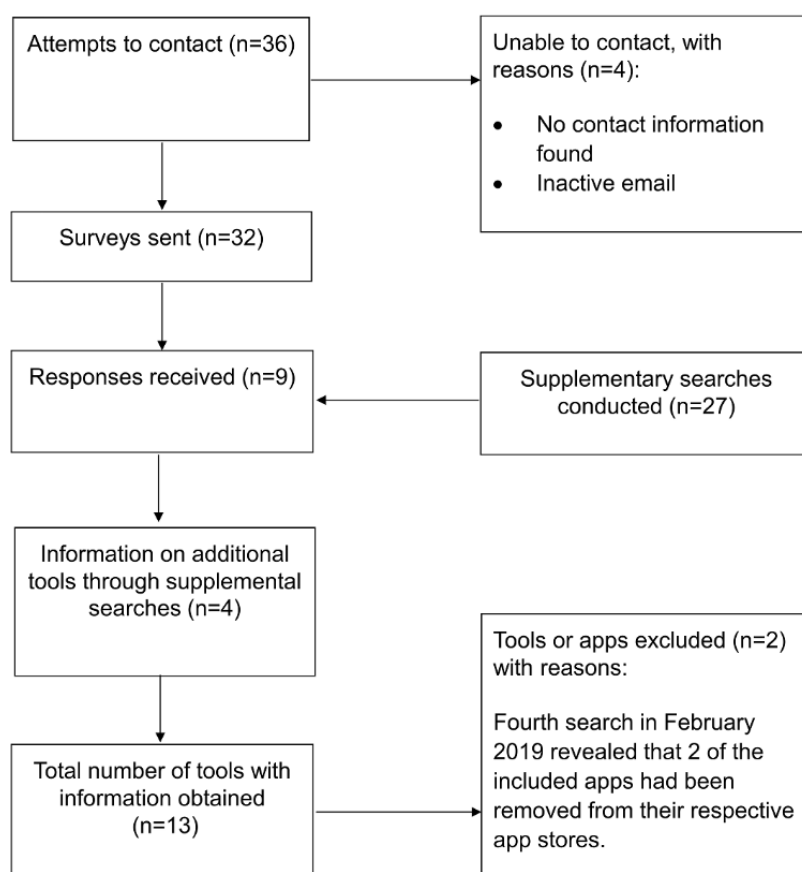 Attempts to contact (n=36)
Unable to contact, with
reasons (n=4):
• No contact information
found
• Inactive email
Surveys sent (n=32)
Responses received (n=9)
Supplementary searches
conducted (n=27)
Information on additional
tools through supplemental
searches (n=4)
Tools or apps excluded (n=2)
with reasons:
Fourth search in February
2019 revealed that 2 of the
included apps had been
removed from their respective
app stores.
Total number of tools with
information obtained
(n=13)